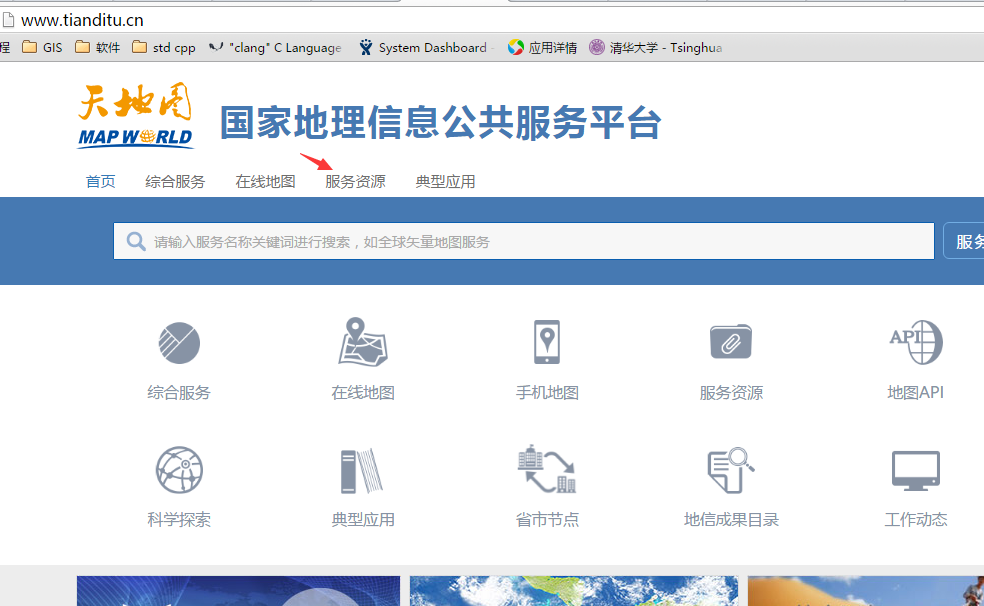 www.tianditu.cn
程 GIS 软件 std cpp "clang" C Language System Dashboard - 应用详情 清华大学 - Tsinghua
天地图
MAP WORLD
国家地理信息公共服务平台
首页 综合服务 在线地图 服务资源 典型应用
请输入服务名称关键词进行搜索，如全球矢量地图服务
服务
API
综合服务 在线地图 手机地图 服务资源 地图API
科学探索 典型应用 省市节点 地信成果目录 工作动态